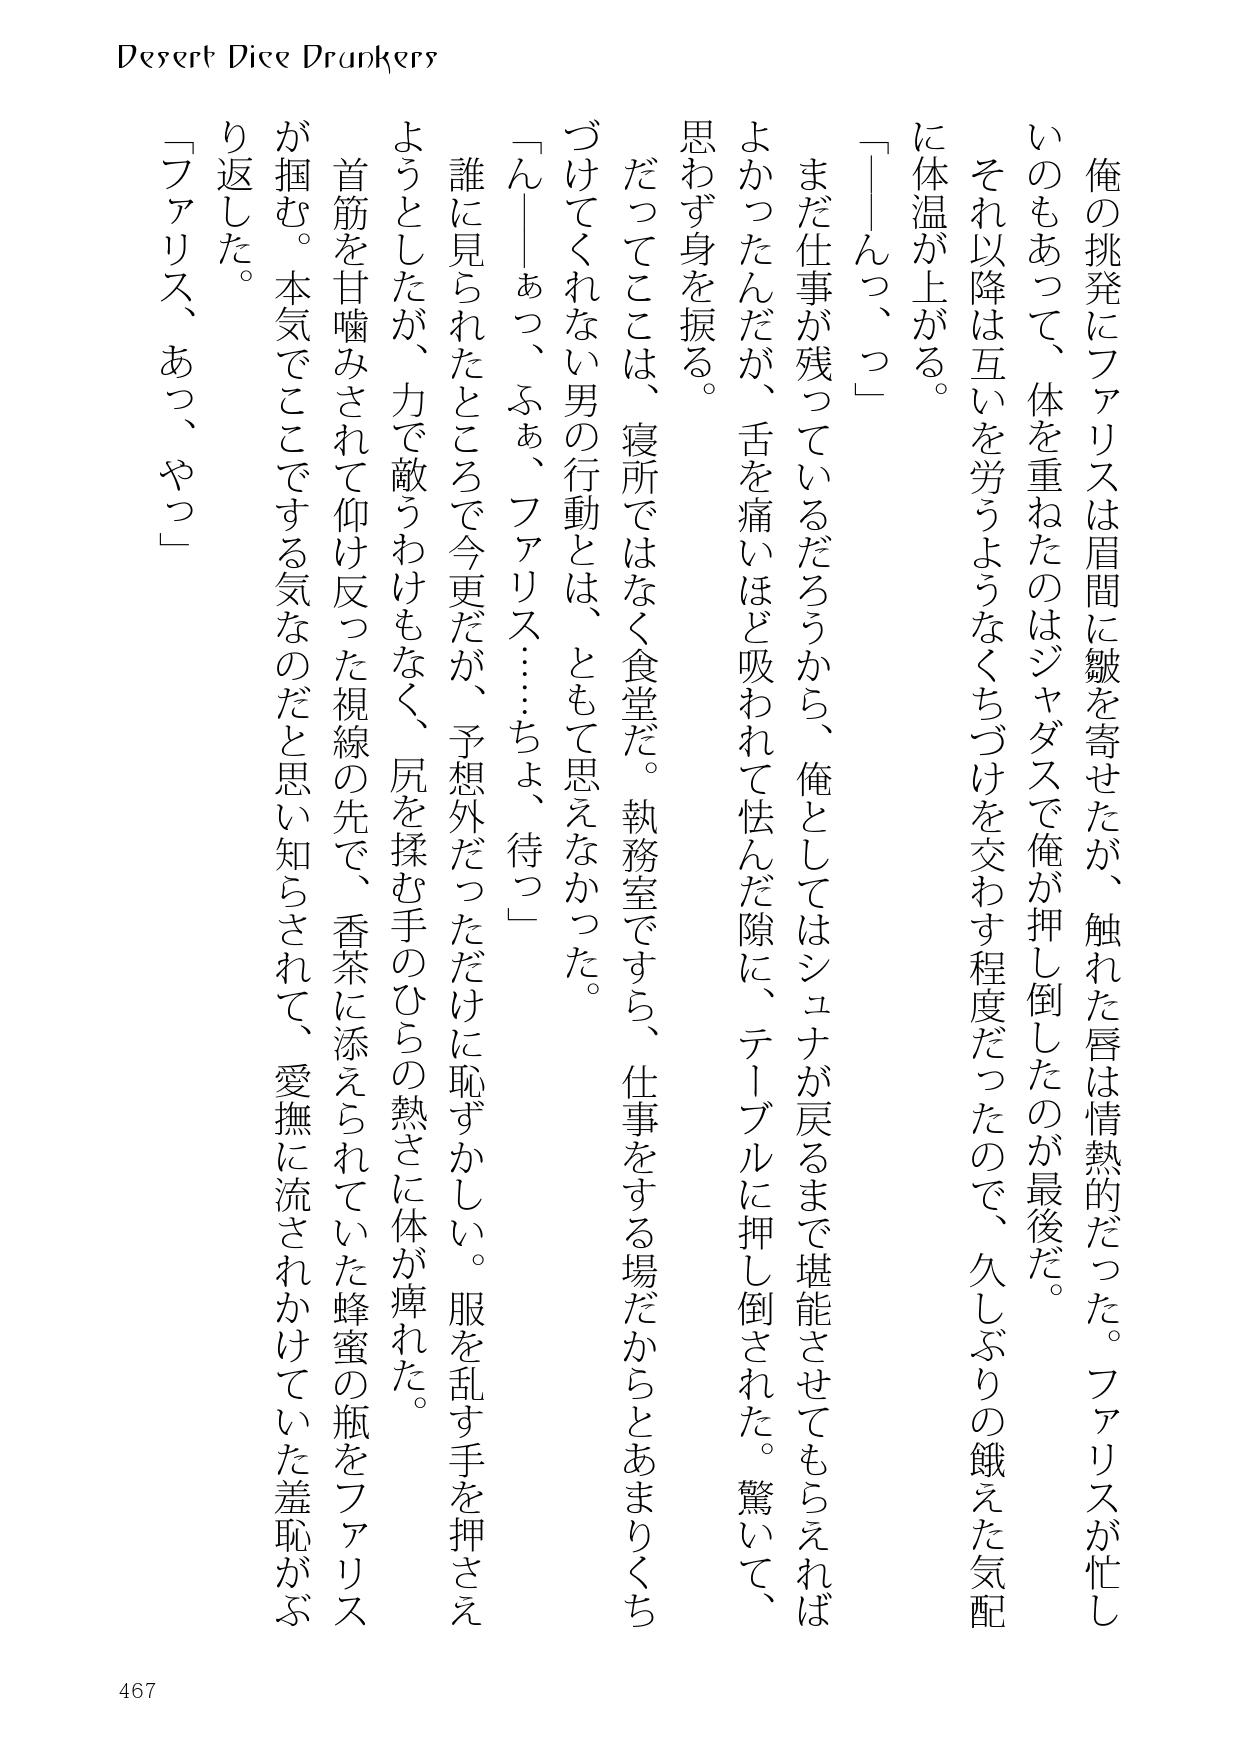 Desert Dice Drunkers
　俺の挑発にファリスは眉間に皺を寄せたが、触れた唇は情熱的だった。ファリスが忙し
いのもあって、体を重ねたのはジャダスで俺が押し倒したのが最後だ。
　それ以降は互いを労うようなくちづけを交わす程度だったので、久しぶりの餓えた気配
に体温が上がる。
「――んっ、っ」
　まだ仕事が残っているだろうから、俺としてはシュナが戻るまで堪能させてもらえれば
よかったんだが、舌を痛いほど吸われて怯んだ隙に、テーブルに押し倒された。驚いて、
思わず身を捩る。
　だってここは、寝所ではなく食堂だ。執務室ですら、仕事をする場だからとあまりくち
づけてくれない男の行動とは、ともて思えなかった。
「ん――あっ、ふぁ、ファリス……ちょ、待っ」
　誰に見られたところで今更だが、予想外だっただけに恥ずかしい。服を乱す手を押さえ
ようとしたが、力で敵うわけもなく、尻を揉む手のひらの熱さに体が痺れた。
　首筋を甘噛みされて仰け反った視線の先で、香茶に添えられていた蜂蜜の瓶をファリス
が掴む。本気でここでする気なのだと思い知らされて、愛撫に流されかけていた羞恥がぶ
り返した。
「ファリス、あっ、やっ」
467